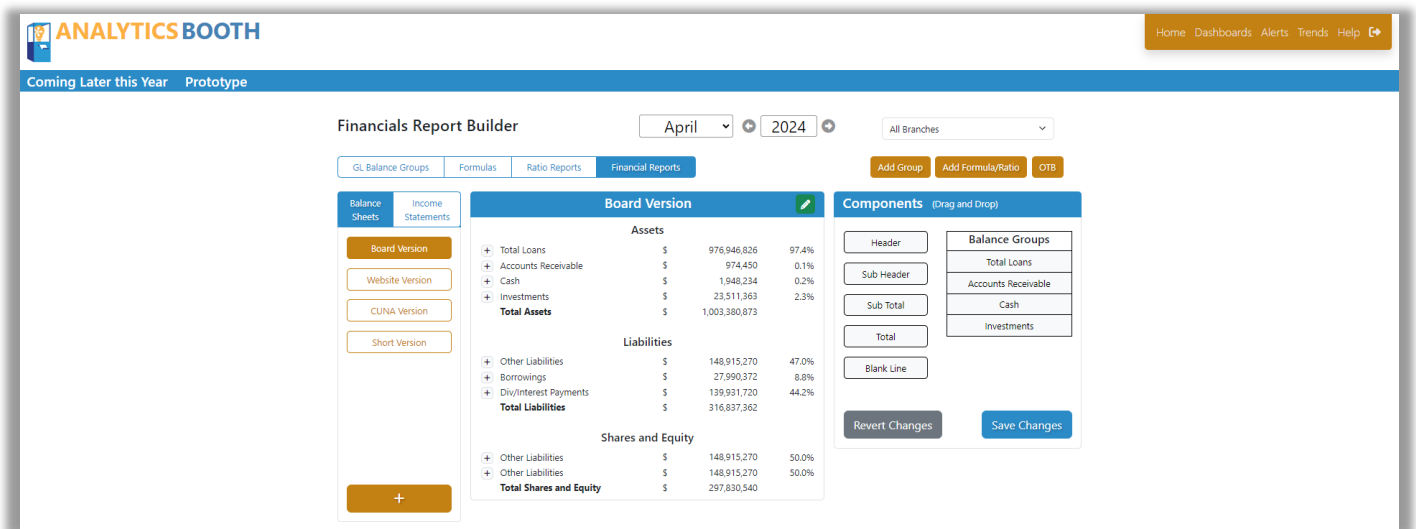 ANALYTICS BOOTH
Home Dashboards Alerts Trends Help
Coming Later this Year Prototype
Financials Report Builder
April
2024
All Branches
GL Balance Groups Formulas Ratio Reports Financial Reports
Add Group Add Formula/Ratio OTB
Balance Sheets
Income Statements
Board Version
Website Version
CUNA Version
Short Version
+
Board Version
Assets
+ Total Loans $ 976,946,826 97.4%
+ Accounts Receivable $ 974,450 0.1%
+ Cash $ 1,948,234 0.2%
+ Investments $ 23,511,363 2.3%
Total Assets $ 1,003,380,873
Liabilities
+ Other Liabilities $ 148,915,270 47.0%
+ Borrowings $ 27,990,372 8.8%
+ Div/Interest Payments $ 139,931,720 44.2%
Total Liabilities $ 316,837,362
Shares and Equity
+ Other Liabilities $ 148,915,270 50.0%
+ Other Liabilities $ 148,915,270 50.0%
Total Shares and Equity $ 297,830,540
Components (Drag and Drop)
Header
Sub Header
Sub Total
Total
Blank Line
Balance Groups
Total Loans
Accounts Receivable
Cash
Investments
Revert Changes Save Changes